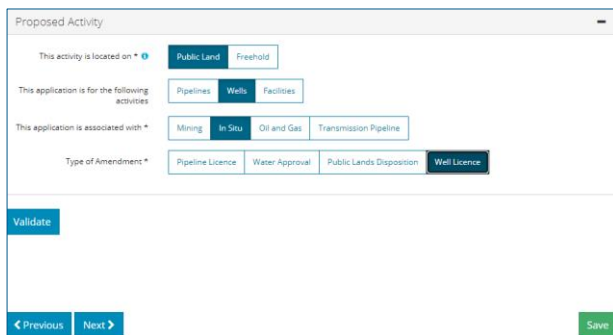 Proposed Activity
This activity is located on * Public Land Freehold
This application is for the following activities Pipelines Wells Facilities
This application is associated with * Mining In Situ Oil and Gas Transmission Pipeline
Type of Amendment * Pipeline Licence Water Approval Public Lands Disposition Well Licence
Validate
Previous Next Save